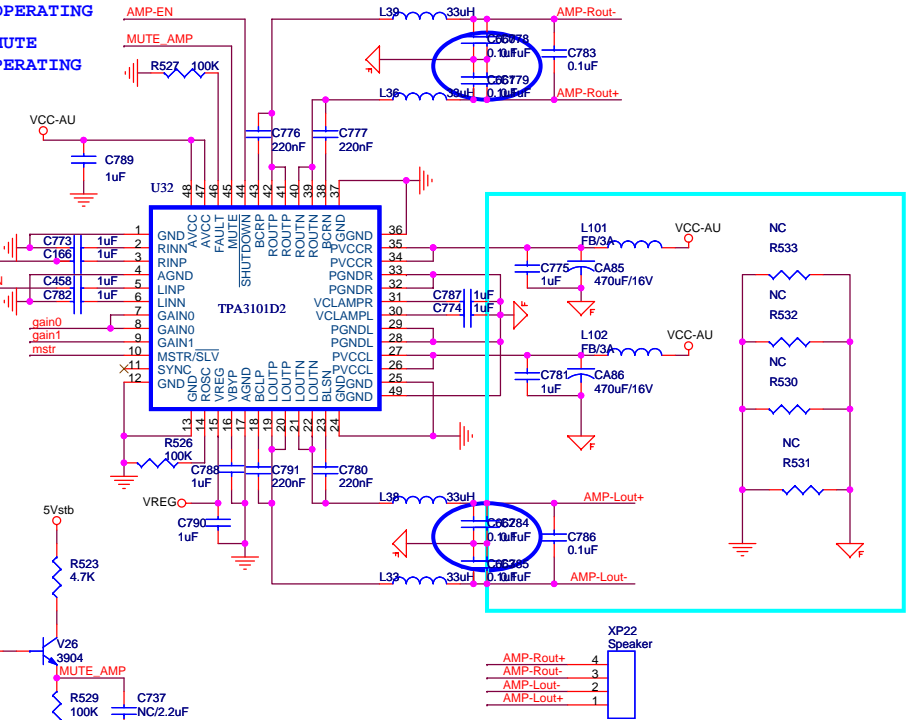 OPERATING
MUTE
OPERATING
AMP-EN
MUTE_AMP
R527 100K
VCC-AU
C789
1uF
U32
C776
220nF
C777
220nF
L39 33uH
AMP-Rout-
0.1uF
C783
0.1uF
L36 33uH
AMP-Rout+
48 47 46 45 44 43 42 41 40 39 38 37
AVCC
AVCC
FAULT
MUTE
SHUTDOWN
BCRP
ROUTP
ROUTP
ROUTN
ROUTN
BCRN
PGND
C773 1uF
C166 1uF
C458 1uF
C782 1uF
gain0
gain1
mstr
1 GND
2 RINN
3 RINP
4 AGND
5 LINP
6 LINN
7 GAIN0
8 GAIN0
9 GAIN1
10 MSTR/SLV
11 SYNC
12 GND
TPA3101D2
GGND 36
PVCCR 35
PVCCR 34
PGNDR 33
PGNDR 32
VCLAMPR 31
VCLAMPL 30
PGNDL 29
PGNDL 28
PVCCL 27
PVCCL 26
GGND 25
GGND 49
C787 1uF
C774 1uF
GND
ROSC
VREG
VBYP
AGND
BCLP
LOUTP
LOUTP
LOUTN
LOUTN
BLSN
GND
13 14 15 16 17 18 19 20 21 22 23 24
L101
FB/3A
VCC-AU
C775
1uF
CA85
470uF/16V
F
L102
FB/3A
VCC-AU
C781
1uF
CA86
470uF/16V
F
NC
R533
NC
R532
NC
R530
NC
R531
F
R526
100K
C788
1uF
C791
220nF
C780
220nF
VREG
C790
1uF
L38 33uH
AMP-Lout+
0.1uF
C786
0.1uF
L33 33uH
AMP-Lout-
5Vstb
R523
4.7K
V26
3904
MUTE_AMP
R529
100K
C737
NC/2.2uF
XP22
Speaker
AMP-Rout+ 4
AMP-Rout- 3
AMP-Lout- 2
AMP-Lout+ 1